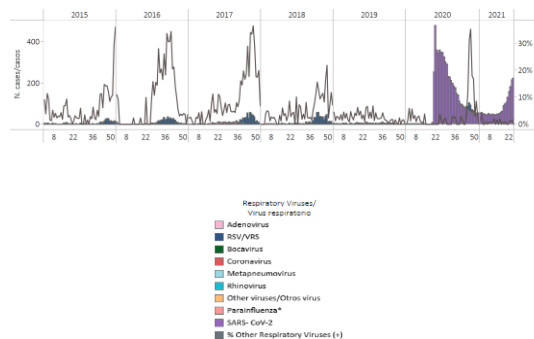 2015 2016 2017 2018 2019 2020 2021
N. cases/casos
400
200
0
30%
20%
10%
0%
8 22 36 50 8 22 36 50 8 22 36 50 8 22 36 50 8 22 36 50 8 22 36 50 8 22
Respiratory Viruses/
Virus respiratorio
Adenovirus
RSV/VRS
Bocavirus
Coronavirus
Metapneumovirus
Rhinovirus
Other viruses/Otros virus
Parainfluenza*
SARS- CoV-2
% Other Respiratory Viruses (+)